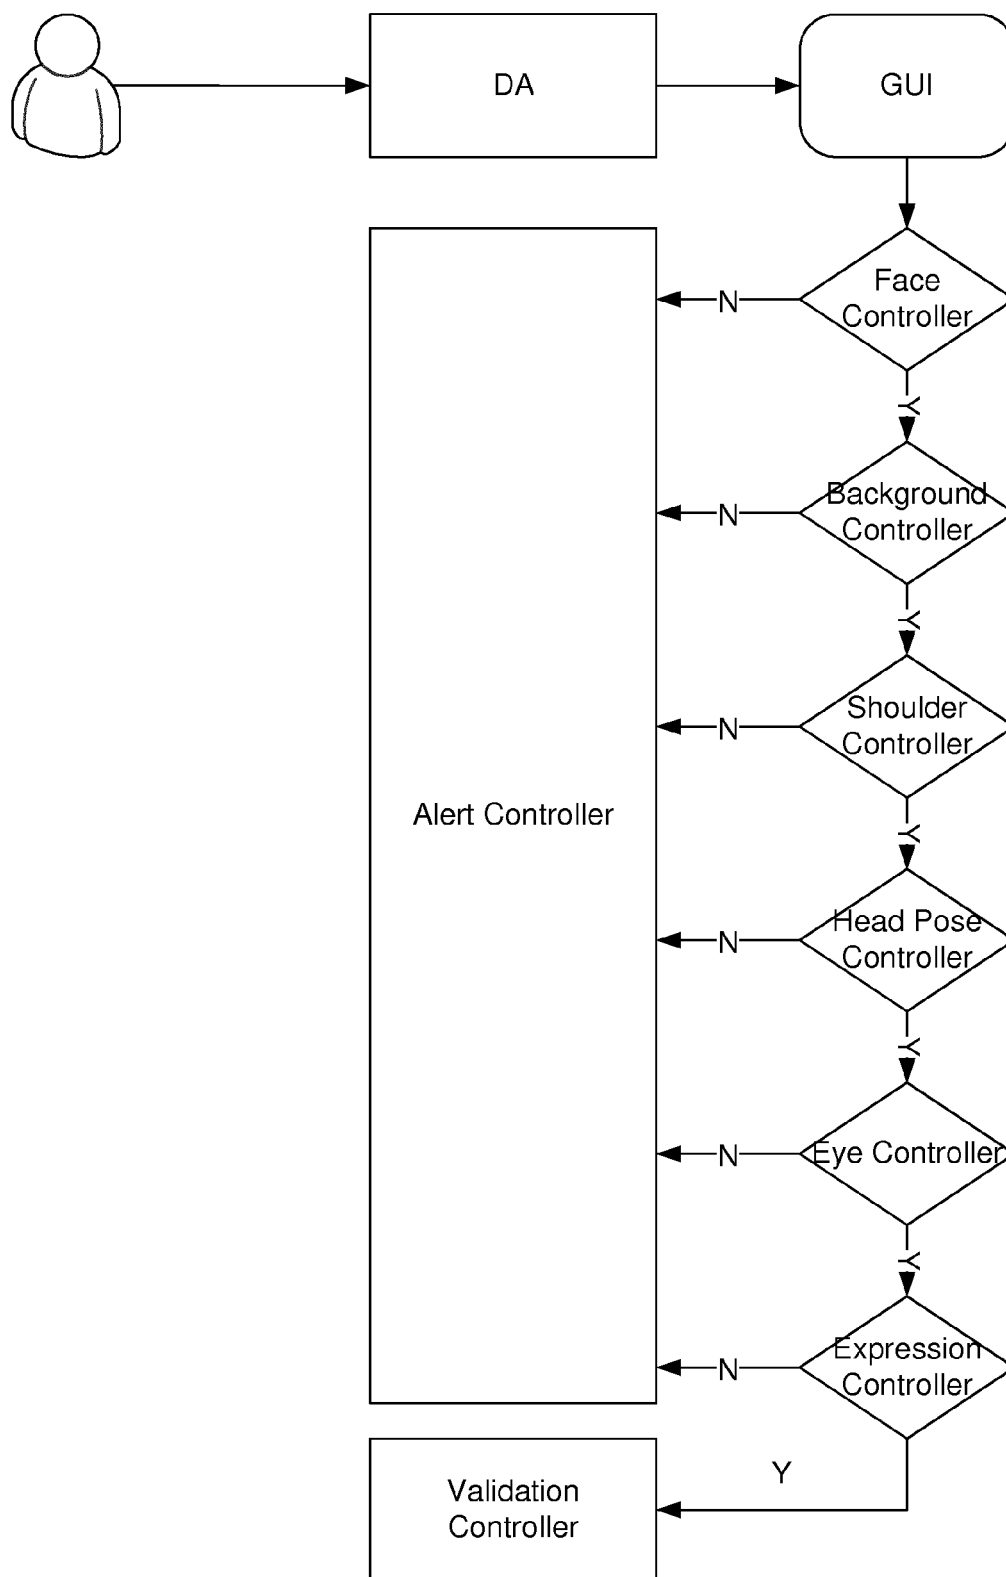 DA
GUI
Face
Controller
N
Y
Background
Controller
N
Y
Shoulder
Controller
N
Y
Alert Controller
Head Pose
Controller
N
Y
Eye Controller
N
Y
Expression
Controller
N
Y
Validation
Controller